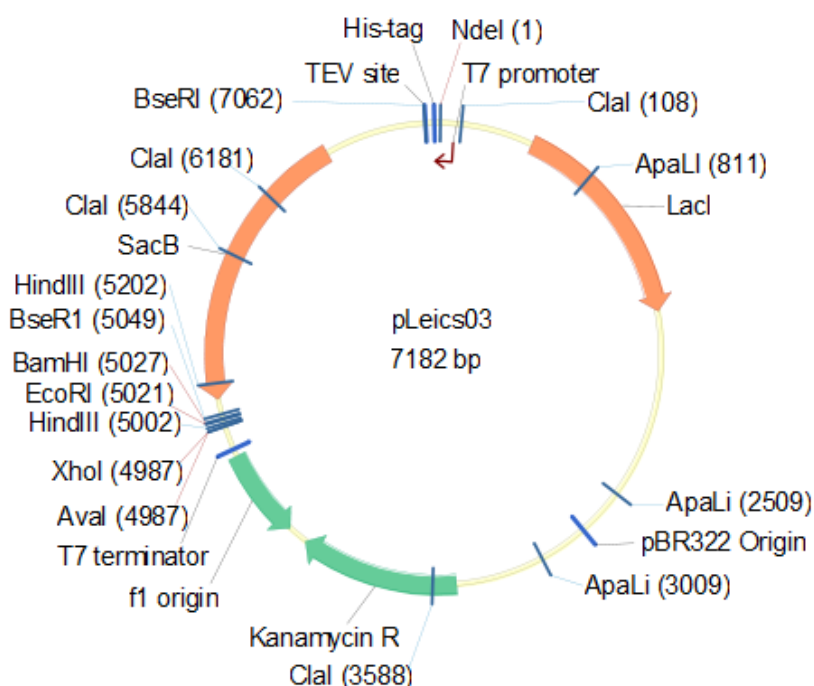 His-tag
NdeI (1)
TEV site
T7 promoter
BseRI (7062)
ClaI (108)
ClaI (6181)
ApaLI (811)
ClaI (5844)
LacI
SacB
HindIII (5202)
BseR1 (5049)
pLeics03
BamHI (5027)
7182 bp
EcoRI (5021)
HindIII (5002)
XhoI (4987)
AvaI (4987)
ApaLi (2509)
T7 terminator
pBR322 Origin
f1 origin
ApaLi (3009)
Kanamycin R
ClaI (3588)